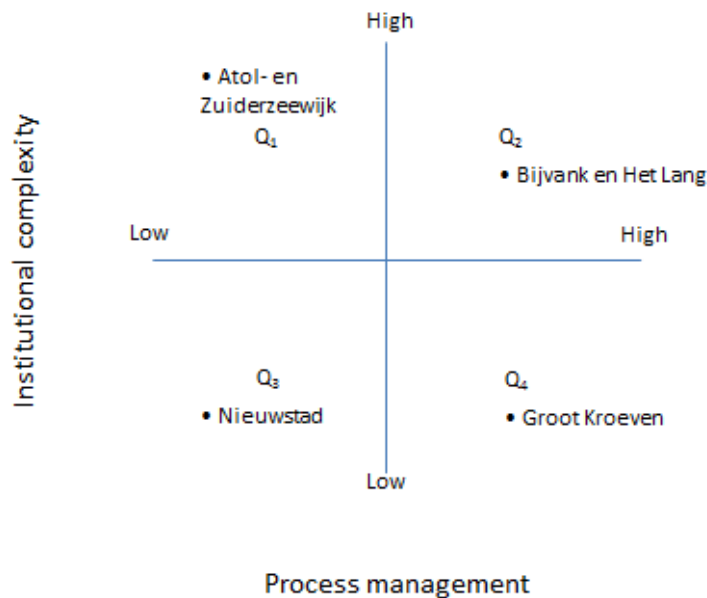 High
• Atol- en
Zuiderzeewijk
Q₁
Q₂
• Bijvank en Het Lang
Institutional complexity
Low
High
Q₃
Q₄
• Nieuwstad
• Groot Kroeven
Low
Process management